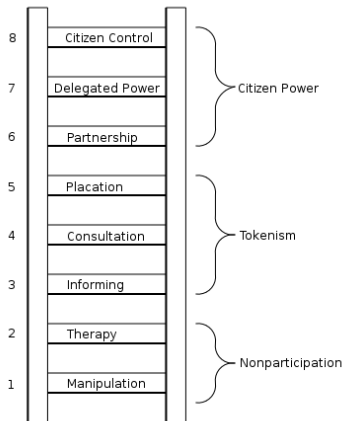 8 Citizen Control
7 Delegated Power
Citizen Power
6 Partnership
5 Placation
4 Consultation
Tokenism
3 Informing
2 Therapy
Nonparticipation
1 Manipulation